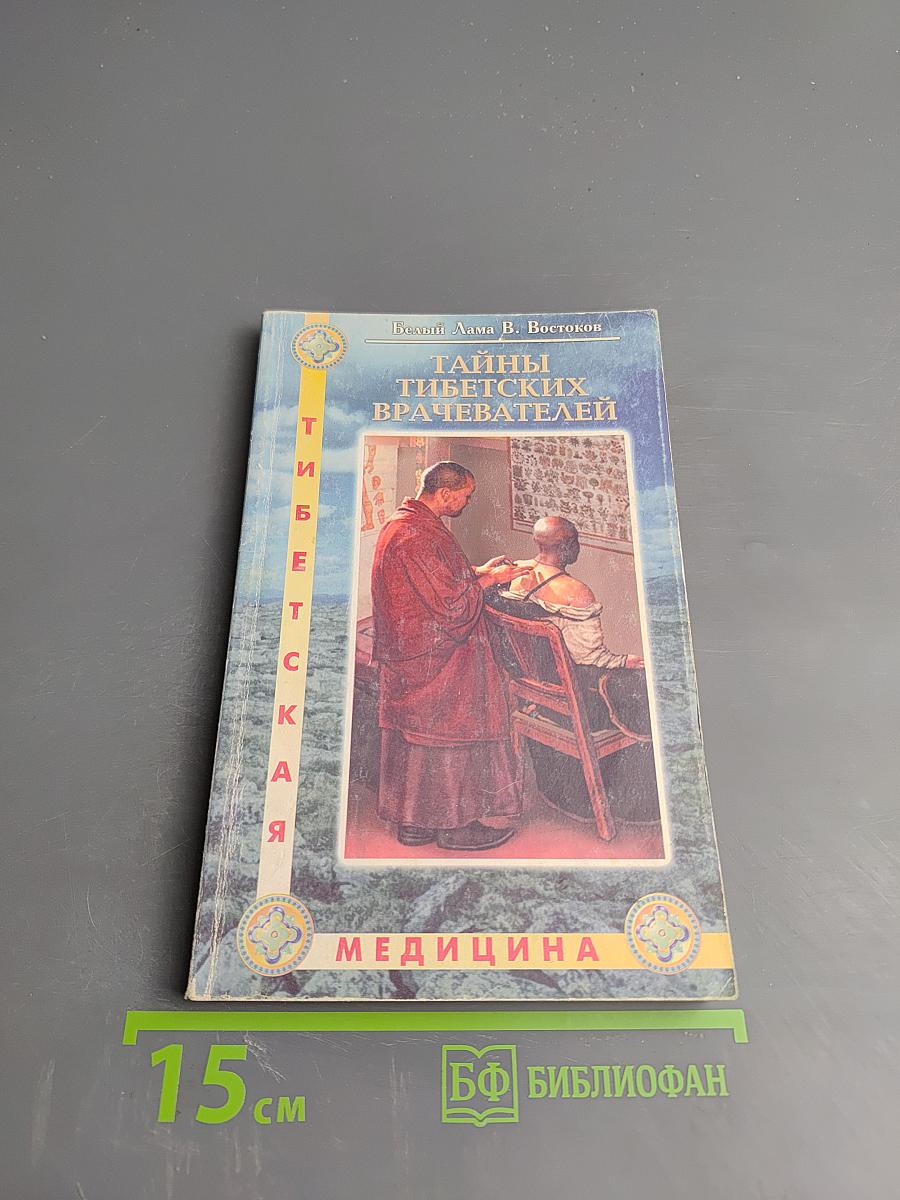 Белый Лама В. Востоков
ТАЙНЫ
ТИБЕТСКИХ
ВРАЧЕВАТЕЛЕЙ
ТИБЕТСКАЯ
МЕДИЦИНА
15 см
БФ БИБЛИОФАН